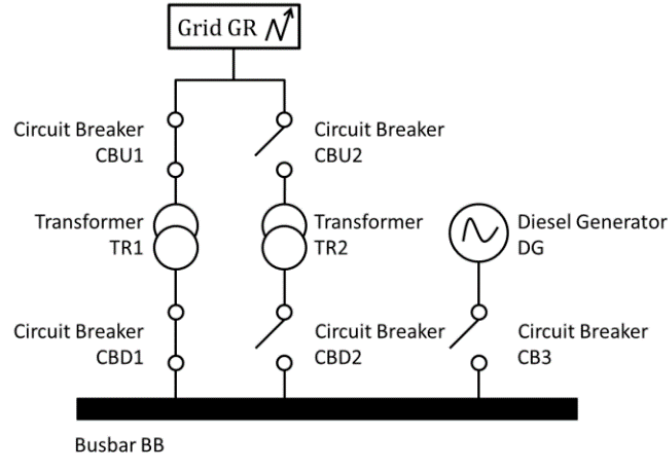 Grid GR
Circuit Breaker
CBU1
Circuit Breaker
CBU2
Transformer
TR1
Transformer
TR2
Diesel Generator
DG
Circuit Breaker
CBD1
Circuit Breaker
CBD2
Circuit Breaker
CB3
Busbar BB